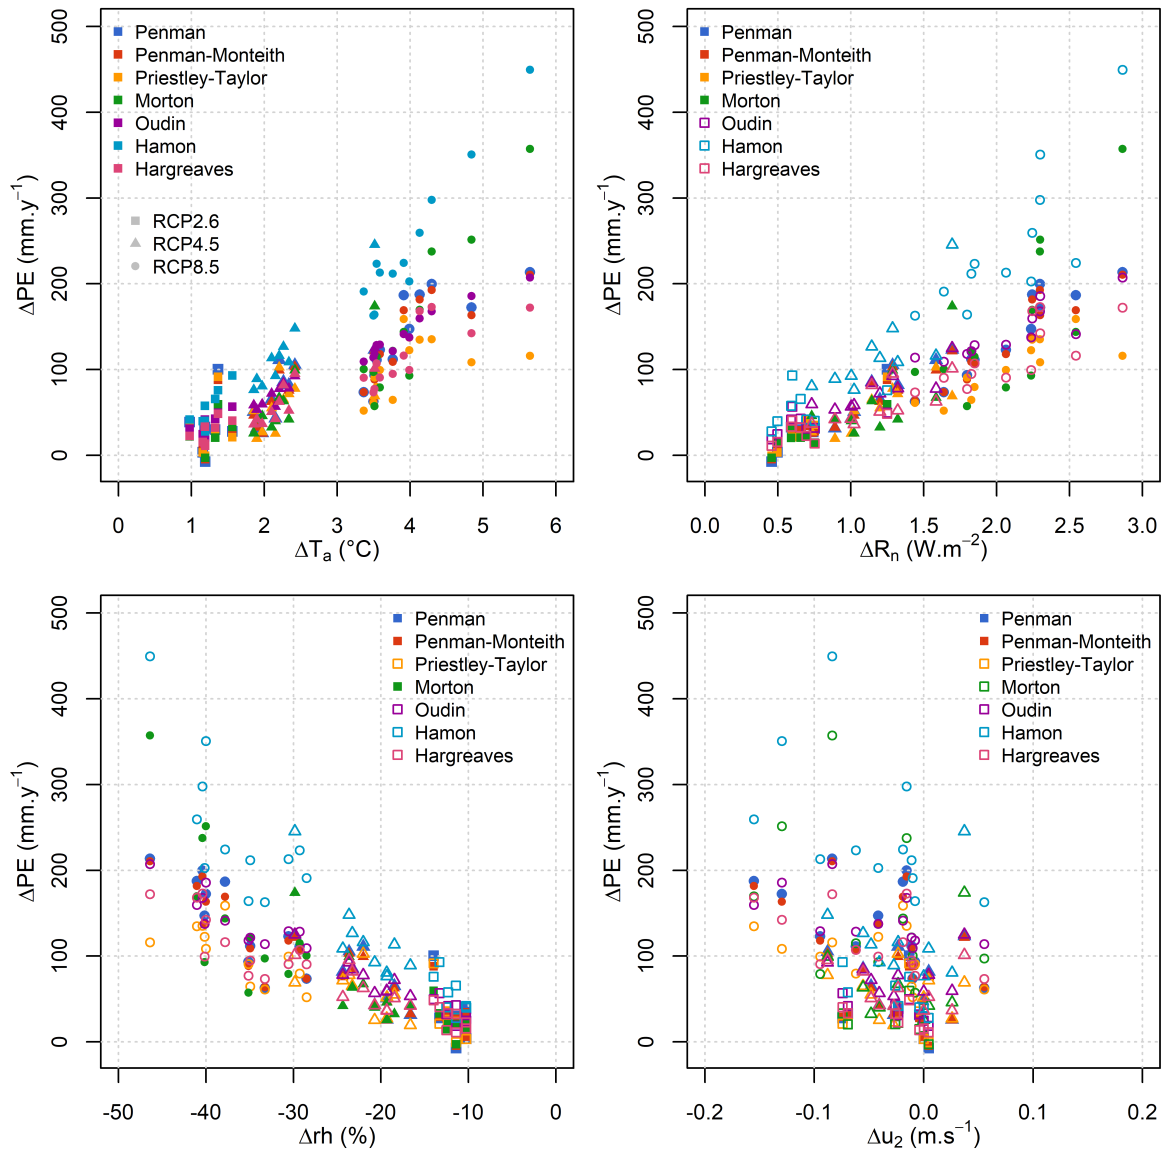 500
400
300
200
100
0
ΔPE (mm.y⁻¹)
Penman
Penman-Monteith
Priestley-Taylor
Morton
Oudin
Hamon
Hargreaves
RCP2.6
RCP4.5
RCP8.5
0 1 2 3 4 5 6
ΔTₐ (°C)
500
400
300
200
100
0
ΔPE (mm.y⁻¹)
Penman
Penman-Monteith
Priestley-Taylor
Morton
Oudin
Hamon
Hargreaves
0.0 0.5 1.0 1.5 2.0 2.5 3.0
ΔRₙ (W.m⁻²)
500
400
300
200
100
0
ΔPE (mm.y⁻¹)
Penman
Penman-Monteith
Priestley-Taylor
Morton
Oudin
Hamon
Hargreaves
-50 -40 -30 -20 -10 0
Δrh (%)
500
400
300
200
100
0
ΔPE (mm.y⁻¹)
Penman
Penman-Monteith
Priestley-Taylor
Morton
Oudin
Hamon
Hargreaves
-0.2 -0.1 0.0 0.1 0.2
Δu₂ (m.s⁻¹)